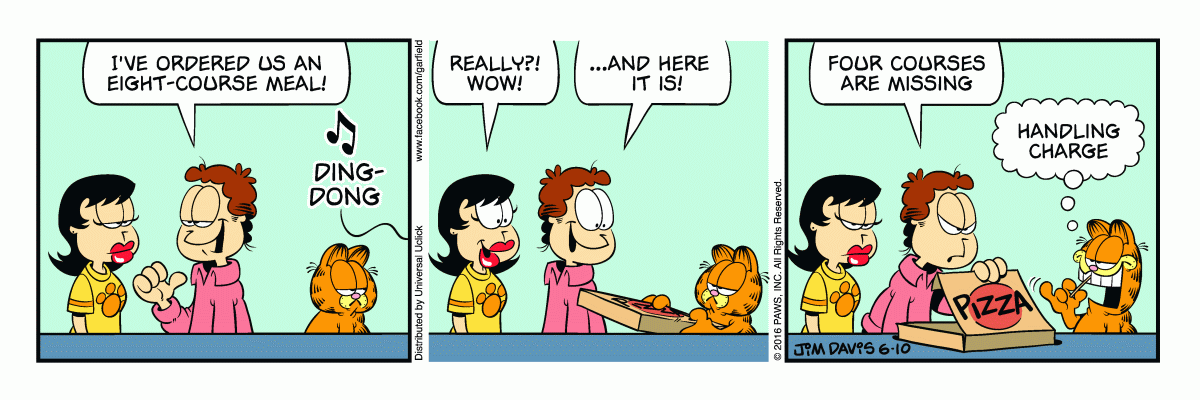 I'VE ORDERED US AN
EIGHT-COURSE MEAL!
DING-
DONG
Distributed by Universal Uclick
www.facebook.com/garfield
REALLY?!
WOW!
...AND HERE
IT IS!
© 2016 PAWS, INC. All Rights Reserved.
FOUR COURSES
ARE MISSING
HANDLING
CHARGE
PIZZA
JIM DAVIS 6-10